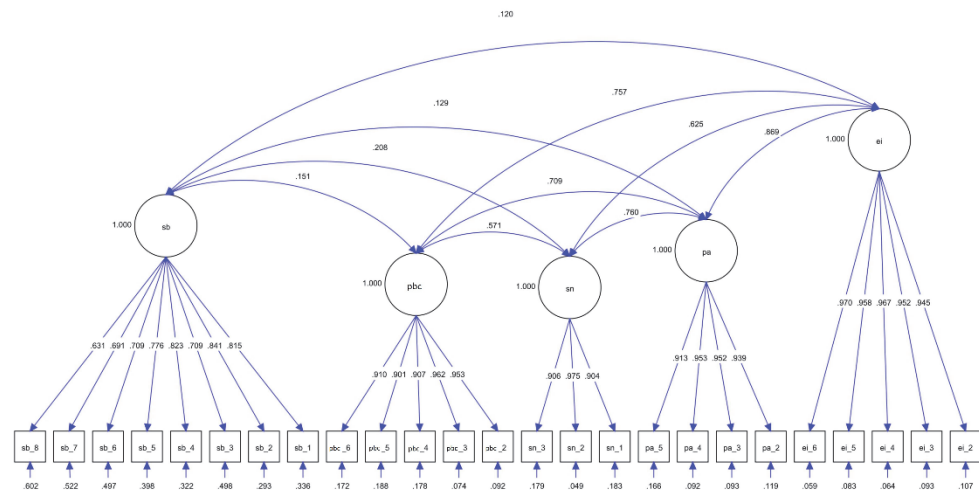 .120
.757
.129
.625
.869
1.000 ei
.208
.151
.709
.760
.571
1.000 sb
1.000 pa
1.000 pbc
1.000 sn
.631 .691 .709 .776 .823 .709 .841 .815
.910 .901 .907 .962 .953
.906 .975 .904
.913 .953 .952 .939
.970 .958 .967 .952 .945
sb_8 sb_7 sb_6 sb_5 sb_4 sb_3 sb_2 sb_1 pbc_6 pbc_5 pbc_4 pbc_3 pbc_2 sn_3 sn_2 sn_1 pa_5 pa_4 pa_3 pa_2 ei_6 ei_5 ei_4 ei_3 ei_2
.602 .522 .497 .398 .322 .498 .293 .336 .172 .188 .178 .074 .092 .179 .049 .183 .166 .092 .093 .119 .059 .083 .064 .093 .107